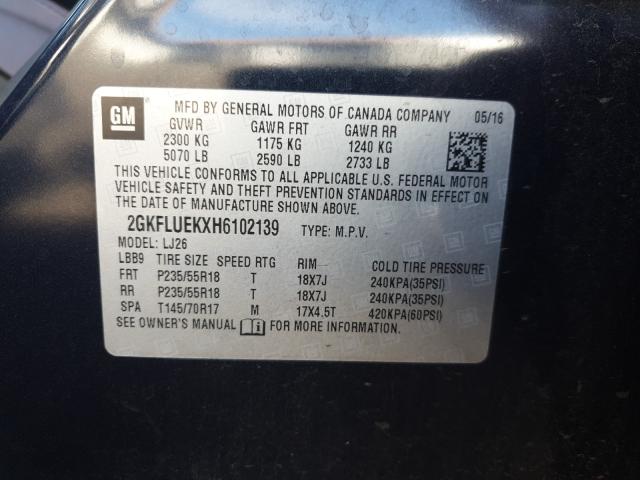 GM
MFD BY GENERAL MOTORS OF CANADA COMPANY 05/16
GVWR GAWR FRT GAWR RR
2300 KG 1175 KG 1240 KG
5070 LB 2590 LB 2733 LB
THIS VEHICLE CONFORMS TO ALL APPLICABLE U.S. FEDERAL MOTOR
VEHICLE SAFETY AND THEFT PREVENTION STANDARDS IN EFFECT ON
THE DATE OF MANUFACTURE SHOWN ABOVE.
2GKFLUEKXH6102139 TYPE: M.P.V.
MODEL: LJ26
LBB9 TIRE SIZE SPEED RTG RIM COLD TIRE PRESSURE
FRT P235/55R18 T 18X7J 240KPA(35PSI)
RR P235/55R18 T 18X7J 240KPA(35PSI)
SPA T145/70R17 M 17X4.5T 420KPA(60PSI)
SEE OWNER'S MANUAL FOR MORE INFORMATION.